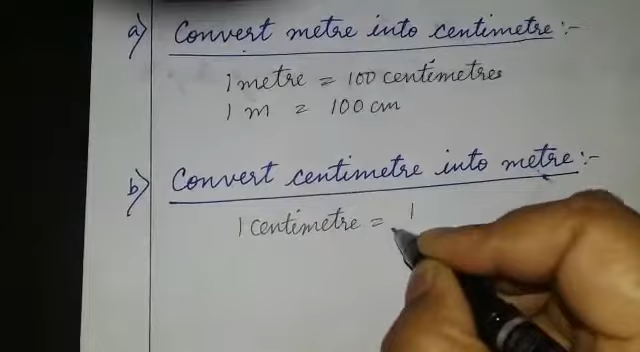 a) Convert metre into centimetre :-
1 metre = 100 centimetres
1 m = 100 cm
b) Convert centimetre into metre :-
1 centimetre = 1